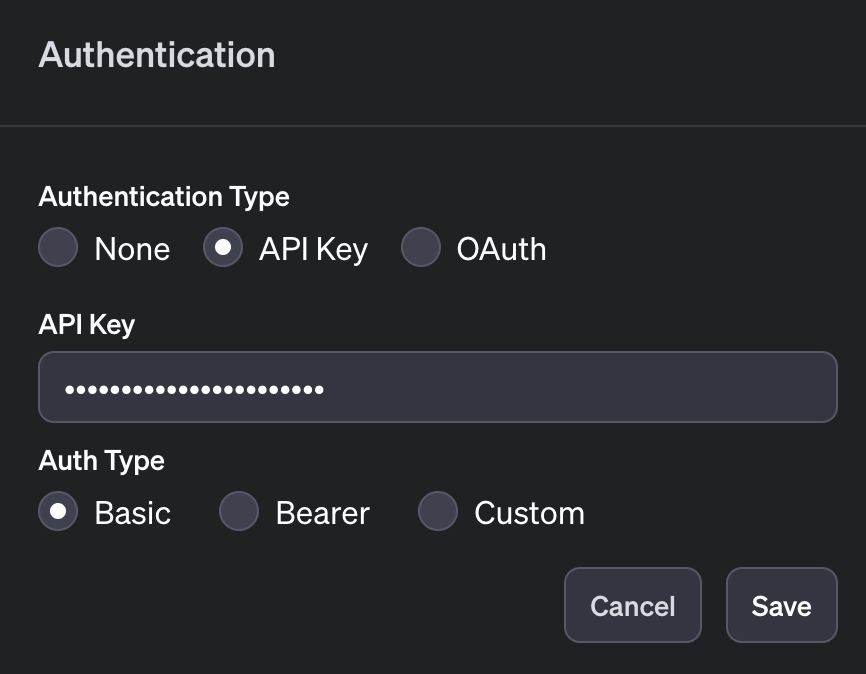 Authentication
Authentication Type
None API Key OAuth
API Key
•••••••••••••••••••••••
Auth Type
Basic Bearer Custom
Cancel Save